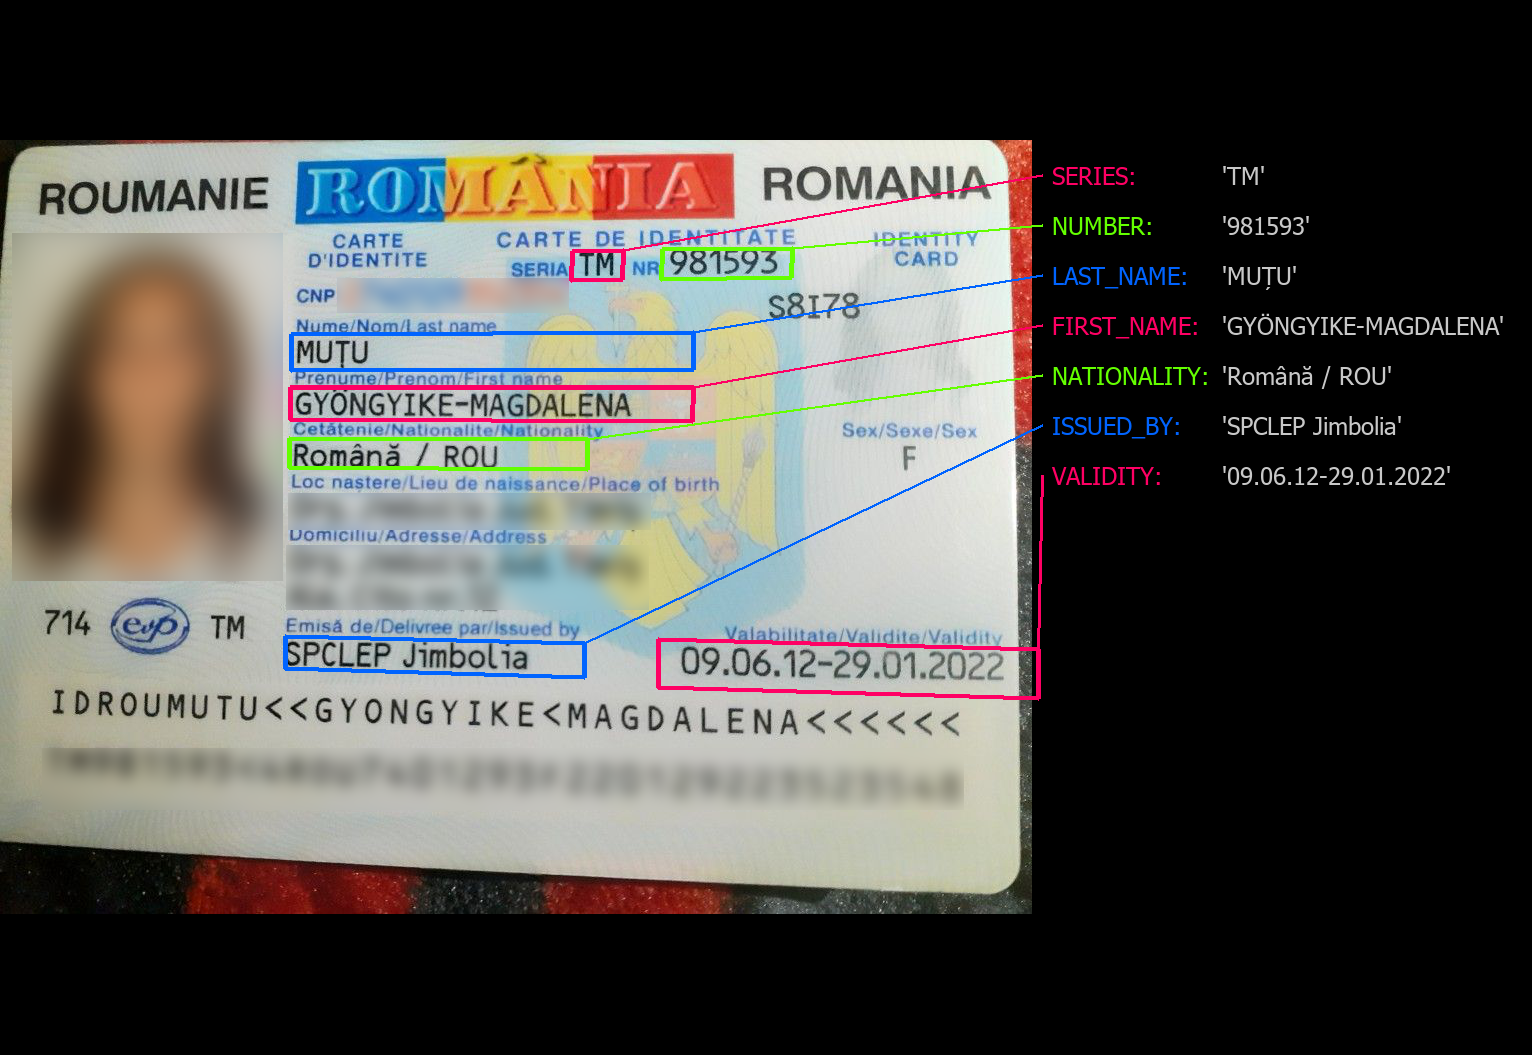 ROUMANIE ROMÂNIA ROMANIA
CARTE D'IDENTITE
CARTE DE IDENTITATE
IDENTITY CARD
SERIA TM NR 981593
CNP
S8I78
Nume/Nom/Last name
MUȚU
Prenume/Prenom/First name
GYÖNGYIKE-MAGDALENA
Cetățenie/Nationalite/Nationality
Română / ROU
Sex/Sexe/Sex
F
Loc naștere/Lieu de naissance/Place of birth
Domiciliu/Adresse/Address
714 evp TM
Emisă de/Delivree par/Issued by
SPCLEP Jimbolia
Valabilitate/Validite/Validity
09.06.12-29.01.2022
IDROUMUTU<<GYONGYIKE<MAGDALENA<<<<<<
SERIES: 'TM'
NUMBER: '981593'
LAST_NAME: 'MUȚU'
FIRST_NAME: 'GYÖNGYIKE-MAGDALENA'
NATIONALITY: 'Română / ROU'
ISSUED_BY: 'SPCLEP Jimbolia'
VALIDITY: '09.06.12-29.01.2022'